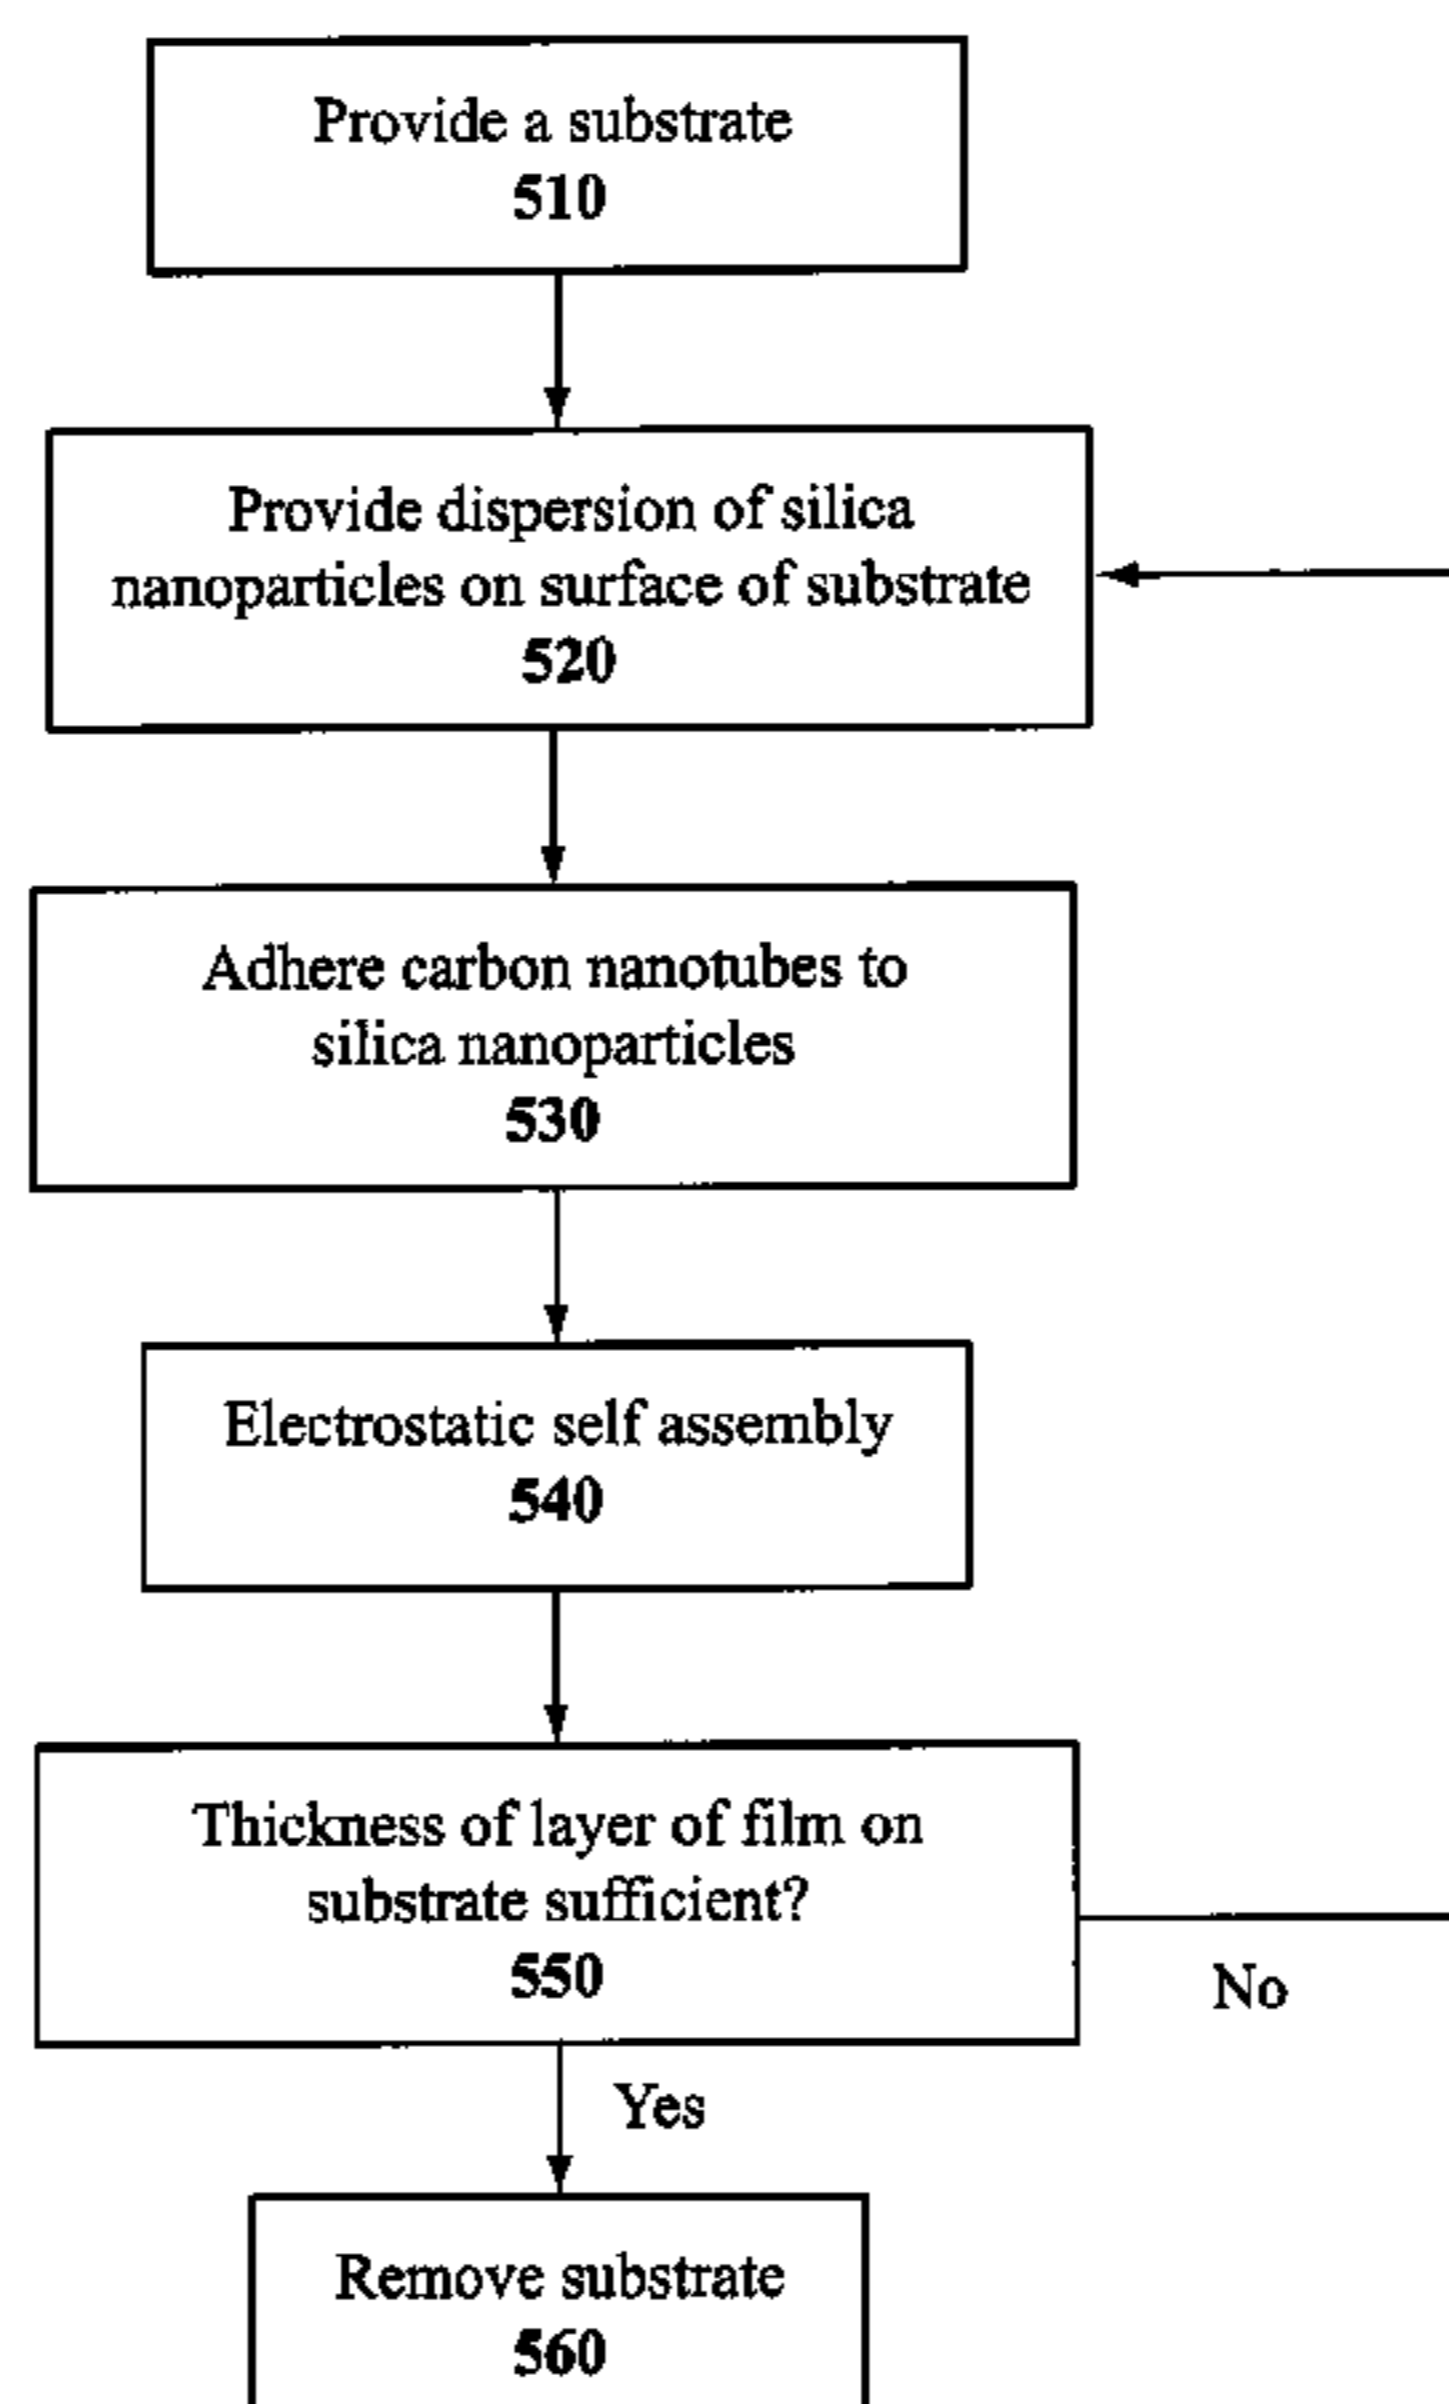 Provide a substrate
510
Provide dispersion of silica
nanoparticles on surface of substrate
520
Adhere carbon nanotubes to
silica nanoparticles
530
Electrostatic self assembly
540
Thickness of layer of film on
substrate sufficient?
550
No
Yes
Remove substrate
560